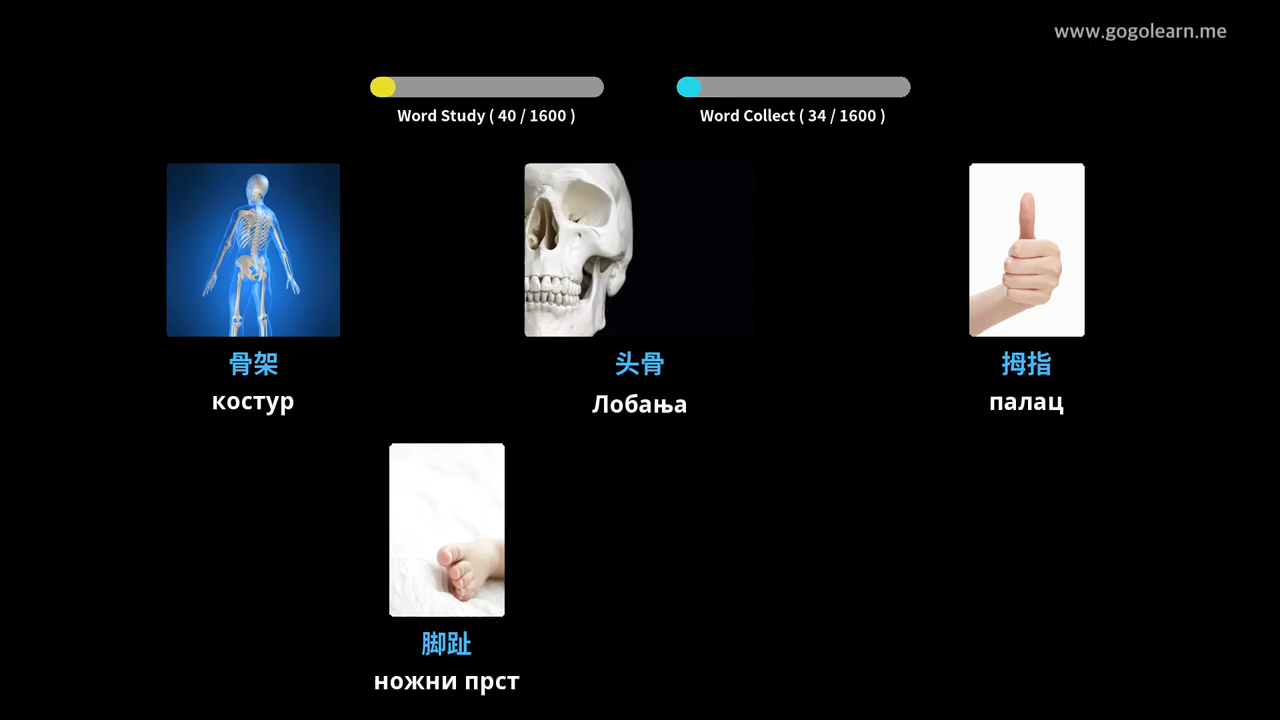 www.gogolearn.me
Word Study ( 40 / 1600 )
Word Collect ( 34 / 1600 )
骨架
костур
头骨
Лобања
拇指
палац
脚趾
ножни прст